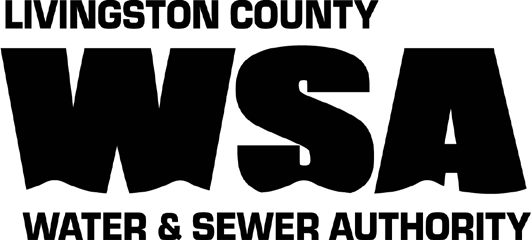 LIVINGSTON COUNTY
WSA
WATER & SEWER AUTHORITY